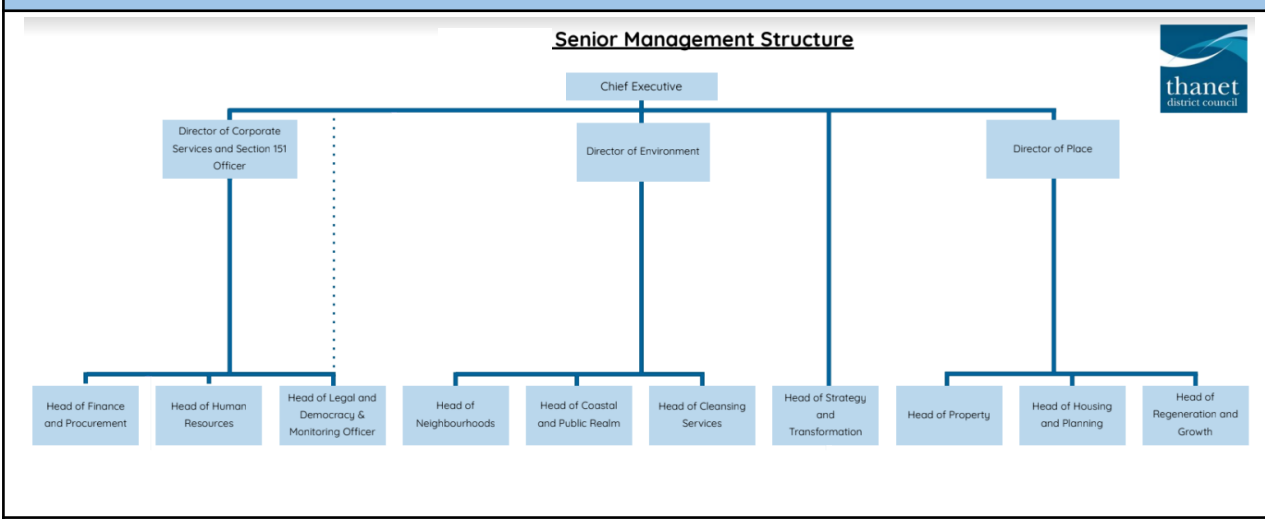 Senior Management Structure
thanet
district council
Chief Executive
Director of Corporate
Services and Section 151
Officer
Director of Environment
Director of Place
Head of Finance
and Procurement
Head of Human
Resources
Head of Legal and
Democracy &
Monitoring Officer
Head of
Neighbourhoods
Head of Coastal
and Public Realm
Head of Cleansing
Services
Head of Strategy
and
Transformation
Head of Property
Head of Housing
and Planning
Head of
Regeneration and
Growth